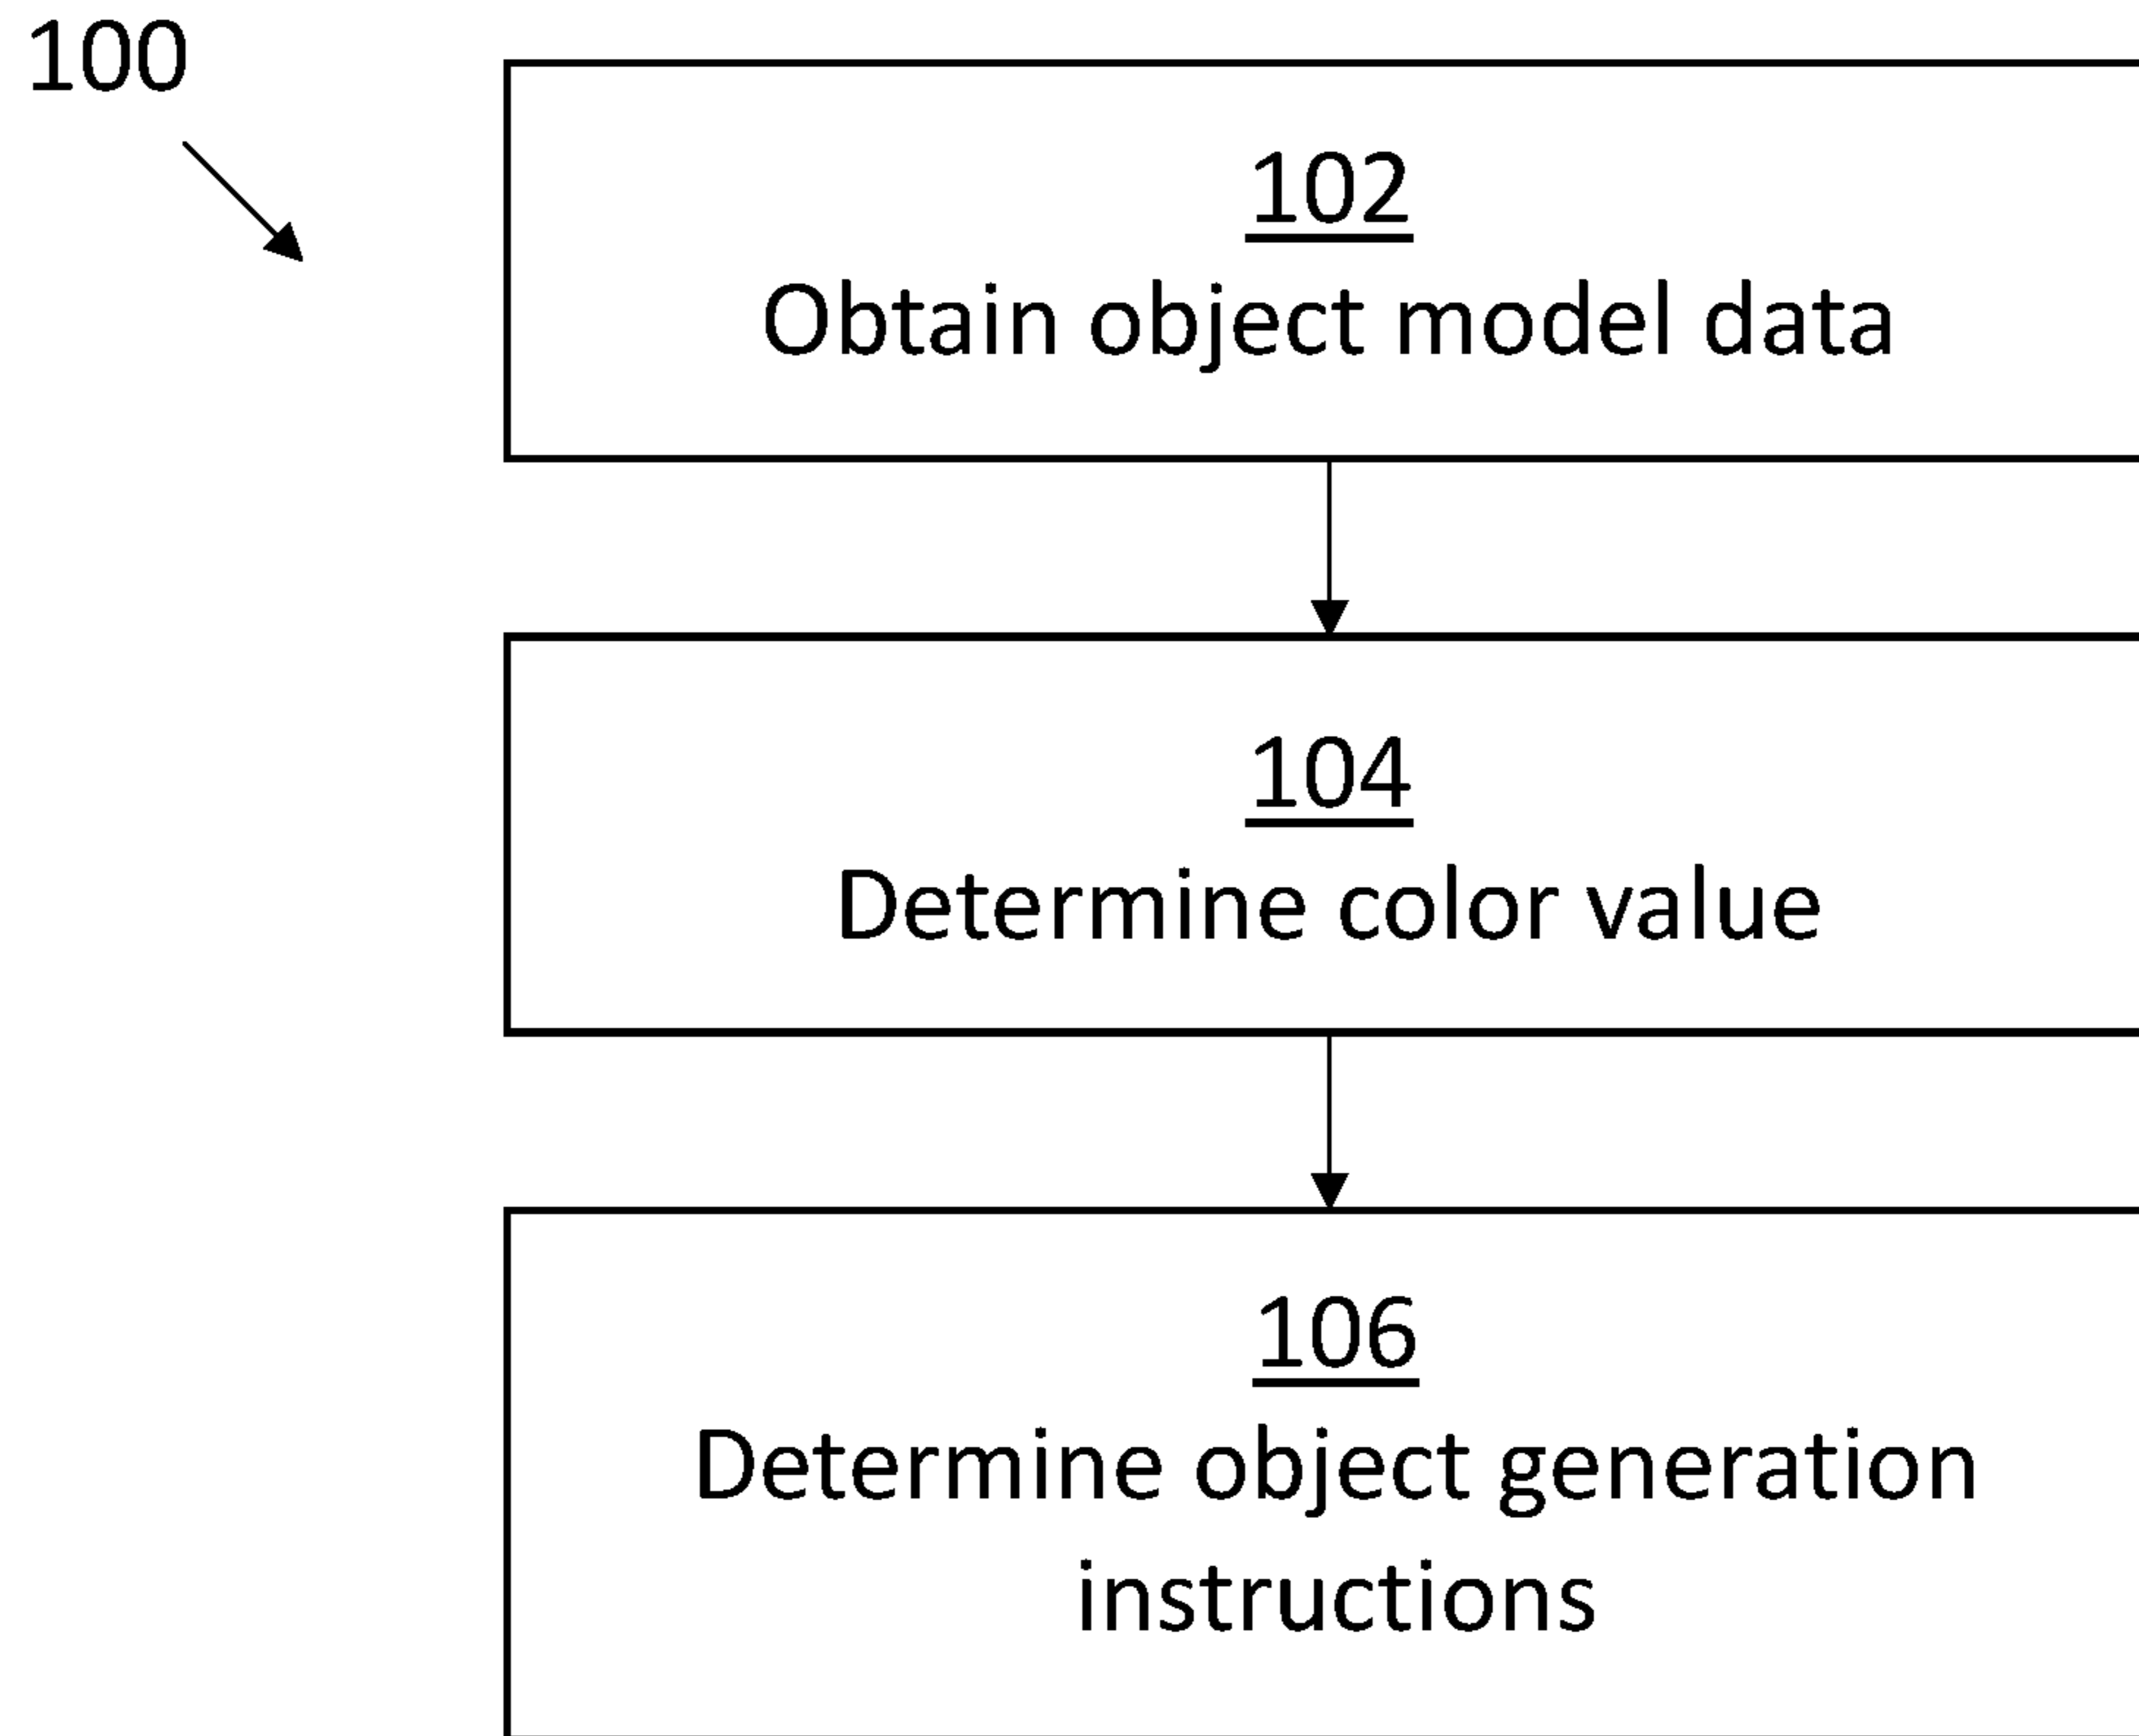 100
102
Obtain object model data
104
Determine color value
106
Determine object generation
instructions